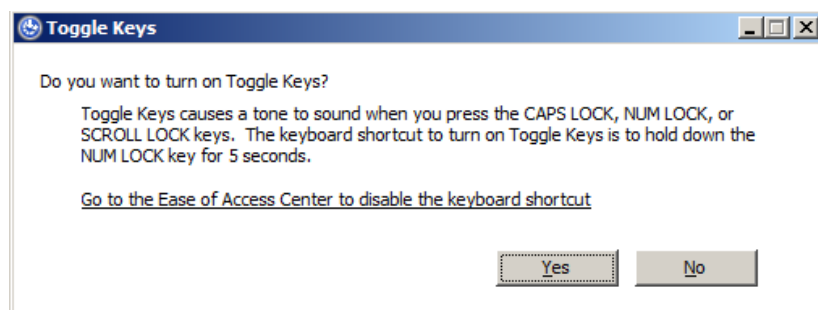 Toggle Keys
Do you want to turn on Toggle Keys?
Toggle Keys causes a tone to sound when you press the CAPS LOCK, NUM LOCK, or
SCROLL LOCK keys.  The keyboard shortcut to turn on Toggle Keys is to hold down the
NUM LOCK key for 5 seconds.
Go to the Ease of Access Center to disable the keyboard shortcut
Yes No